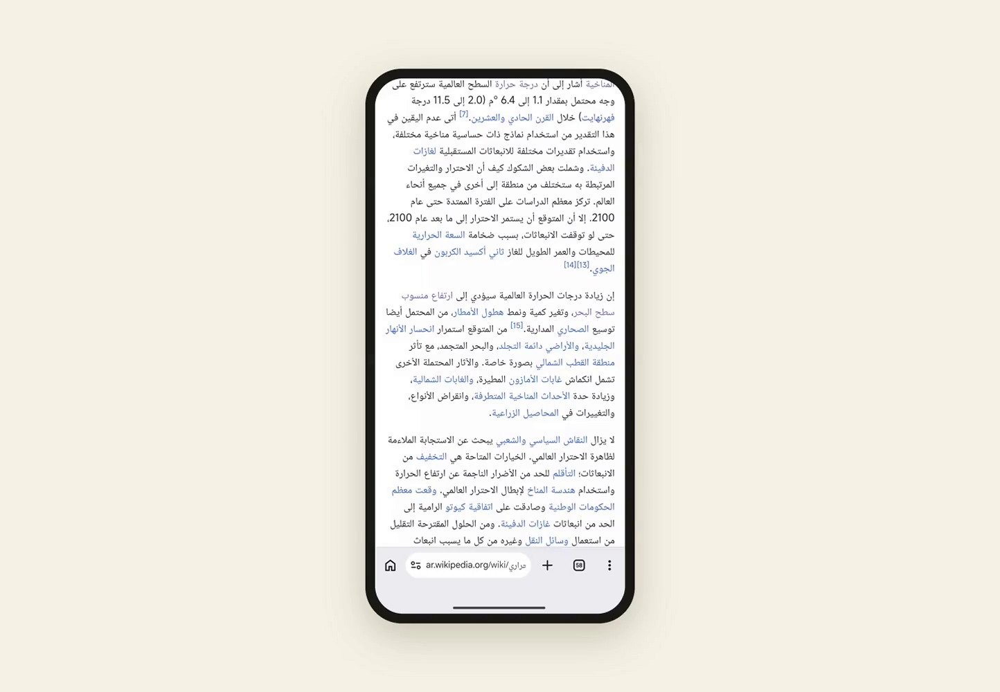 المناخية أشار إلى أن درجة حرارة السطح العالمية سترتفع على
وجه محتمل بمقدار 1.1 إلى 6.4 °م (2.0 إلى 11.5 درجة
فهرنهايت) خلال القرن الحادي والعشرين.[7] أتى عدم اليقين في
هذا التقدير من استخدام نماذج ذات حساسية مناخية مختلفة،
واستخدام تقديرات مختلفة للانبعاثات المستقبلية لغازات
الدفيئة. وشملت بعض الشكوك كيف أن الاحترار والتغيرات
المرتبطة به ستختلف من منطقة إلى أخرى في جميع أنحاء
العالم. تركز معظم الدراسات على الفترة الممتدة حتى عام
2100. إلا أن المتوقع أن يستمر الاحترار إلى ما بعد عام 2100،
حتى لو توقفت الانبعاثات، بسبب ضخامة السعة الحرارية
للمحيطات والعمر الطويل للغاز ثاني أكسيد الكربون في الغلاف
الجوي.[13][14]
إن زيادة درجات الحرارة العالمية سيؤدي إلى ارتفاع منسوب
سطح البحر، وتغير كمية ونمط هطول الأمطار، من المحتمل أيضا
توسيع الصحاري المدارية.[15] من المتوقع استمرار انحسار الأنهار
الجليدية، والأراضي دائمة التجلد، والبحر المتجمد، مع تأثر
منطقة القطب الشمالي بصورة خاصة. والآثار المحتملة الأخرى
تشمل انكماش غابات الأمازون المطيرة، والغابات الشمالية،
وزيادة حدة الأحداث المناخية المتطرفة، وانقراض الأنواع،
والتغييرات في المحاصيل الزراعية.
لا يزال النقاش السياسي والشعبي يبحث عن الاستجابة الملاءمة
لظاهرة الاحترار العالمي. الخيارات المتاحة هي التخفيف من
الانبعاثات؛ التأقلم للحد من الأضرار الناجمة عن ارتفاع الحرارة
واستخدام هندسة المناخ لإبطال الاحترار العالمي. وقعت معظم
الحكومات الوطنية وصادقت على اتفاقية كيوتو الرامية إلى
الحد من انبعاثات غازات الدفيئة. ومن الحلول المقترحة التقليل
من استعمال وسائل النقل وغيره من كل ما يسبب انبعاث
ar.wikipedia.org/wiki/حراري
58